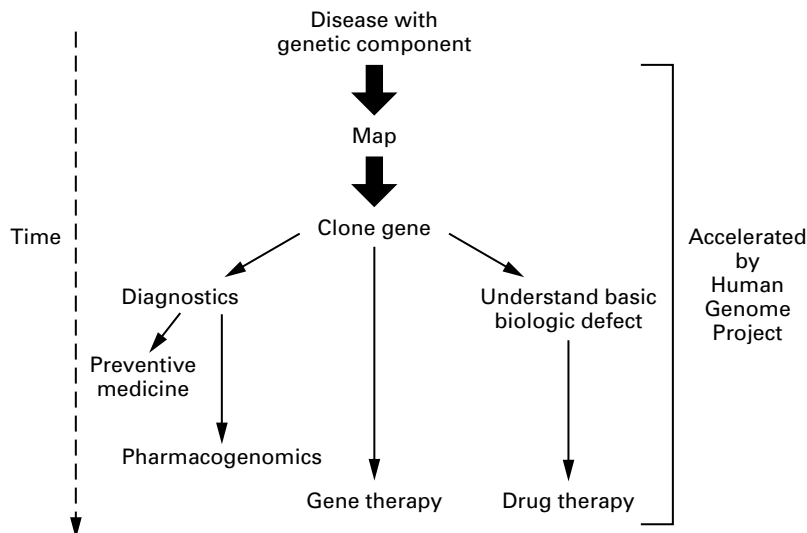 Disease with
genetic component
Map
Time
Clone gene
Accelerated
by
Human
Genome
Project
Diagnostics
Understand basic
biologic defect
Preventive
medicine
Pharmacogenomics
Gene therapy
Drug therapy